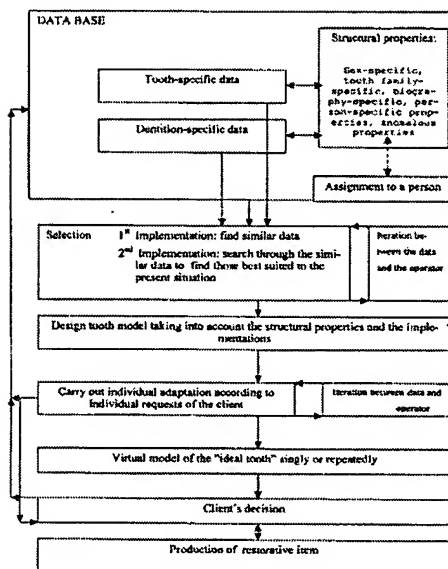 DATA BASE
Structural properties:
Sex-specific,
tooth family-
specific, biogra-
phy-specific, per-
son-specific prop-
erties, anomalous
properties
Tooth-specific data
Dentition-specific data
Assignment to a person
Selection 1st Implementation: find similar data
2nd Implementation: search through the simi-
lar data to find those best suited to the
present situation
Iteration be-
tween the data
and the operator
Design tooth model taking into account the structural properties and the imple-
mentations
Carry out individual adaptation according to
individual requests of the client
Iteration between data and
operator
Virtual model of the "ideal tooth" singly or repeatedly
Client's decision
Production of restorative item